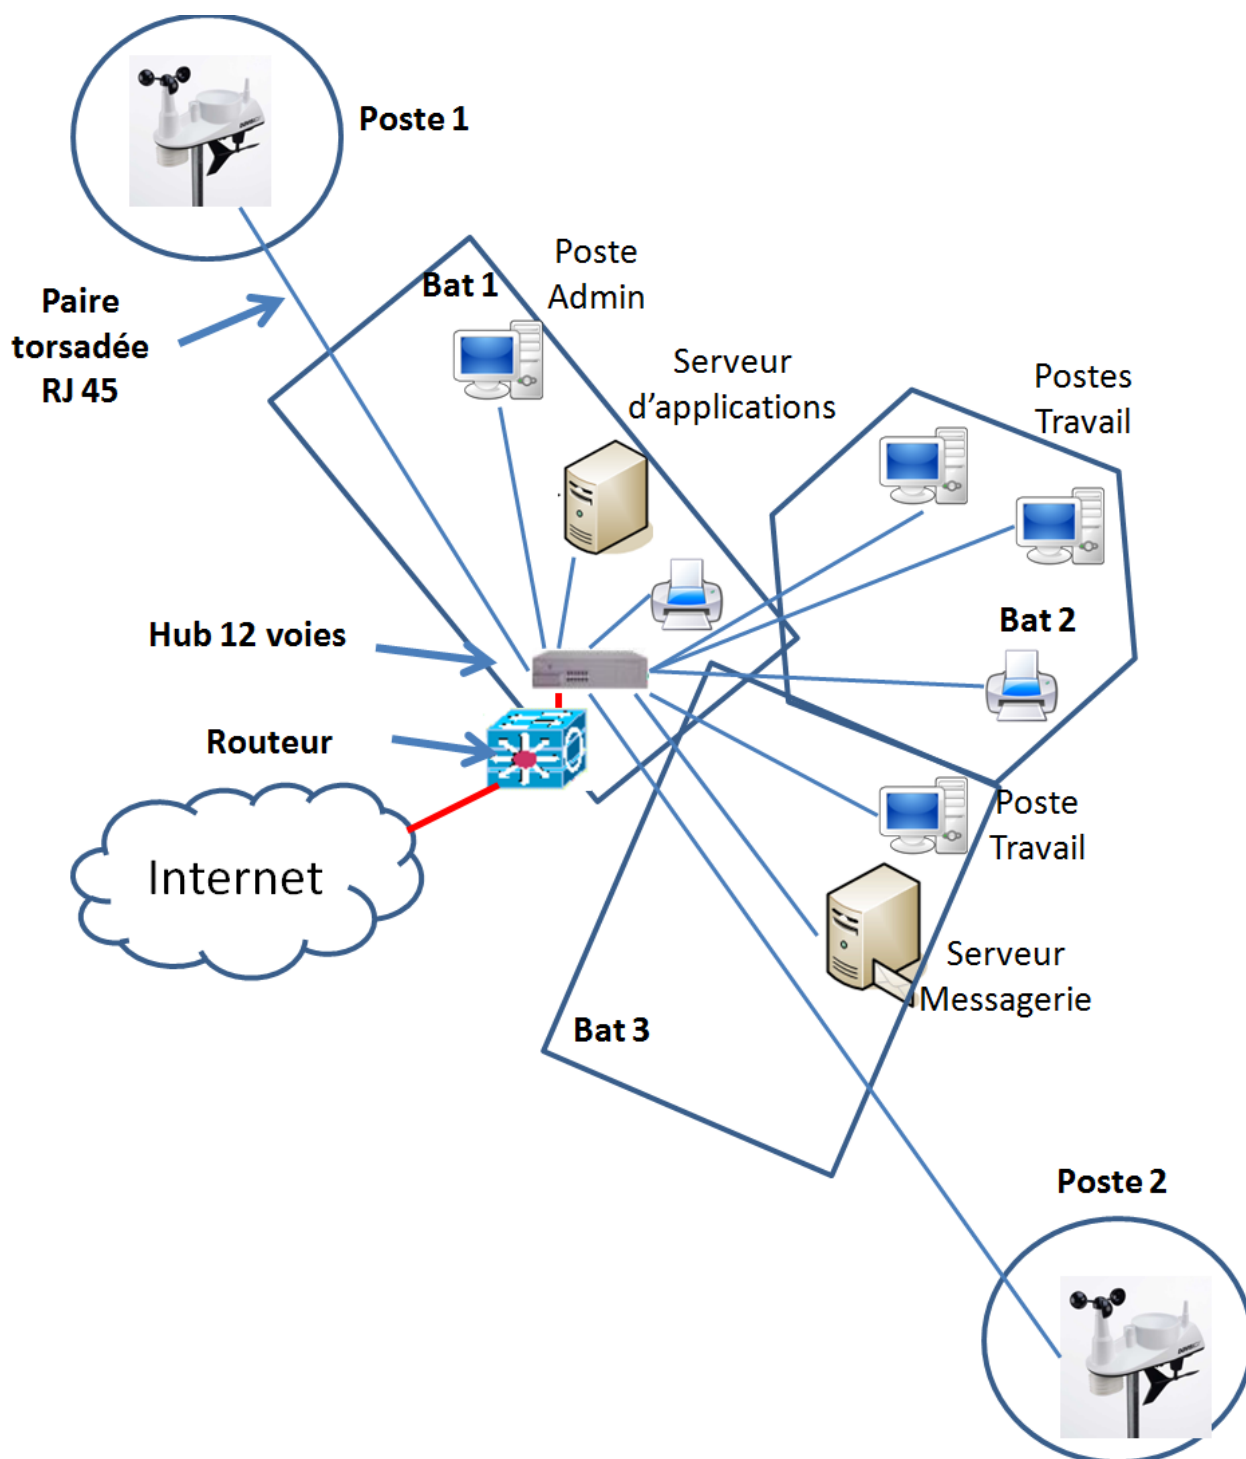 Poste 1
Poste
Admin
Bat 1
Paire
torsadée
RJ 45
Serveur
d’applications
Postes
Travail
Hub 12 voies
Bat 2
Routeur
Internet
Poste
Travail
Serveur
Messagerie
Bat 3
Poste 2